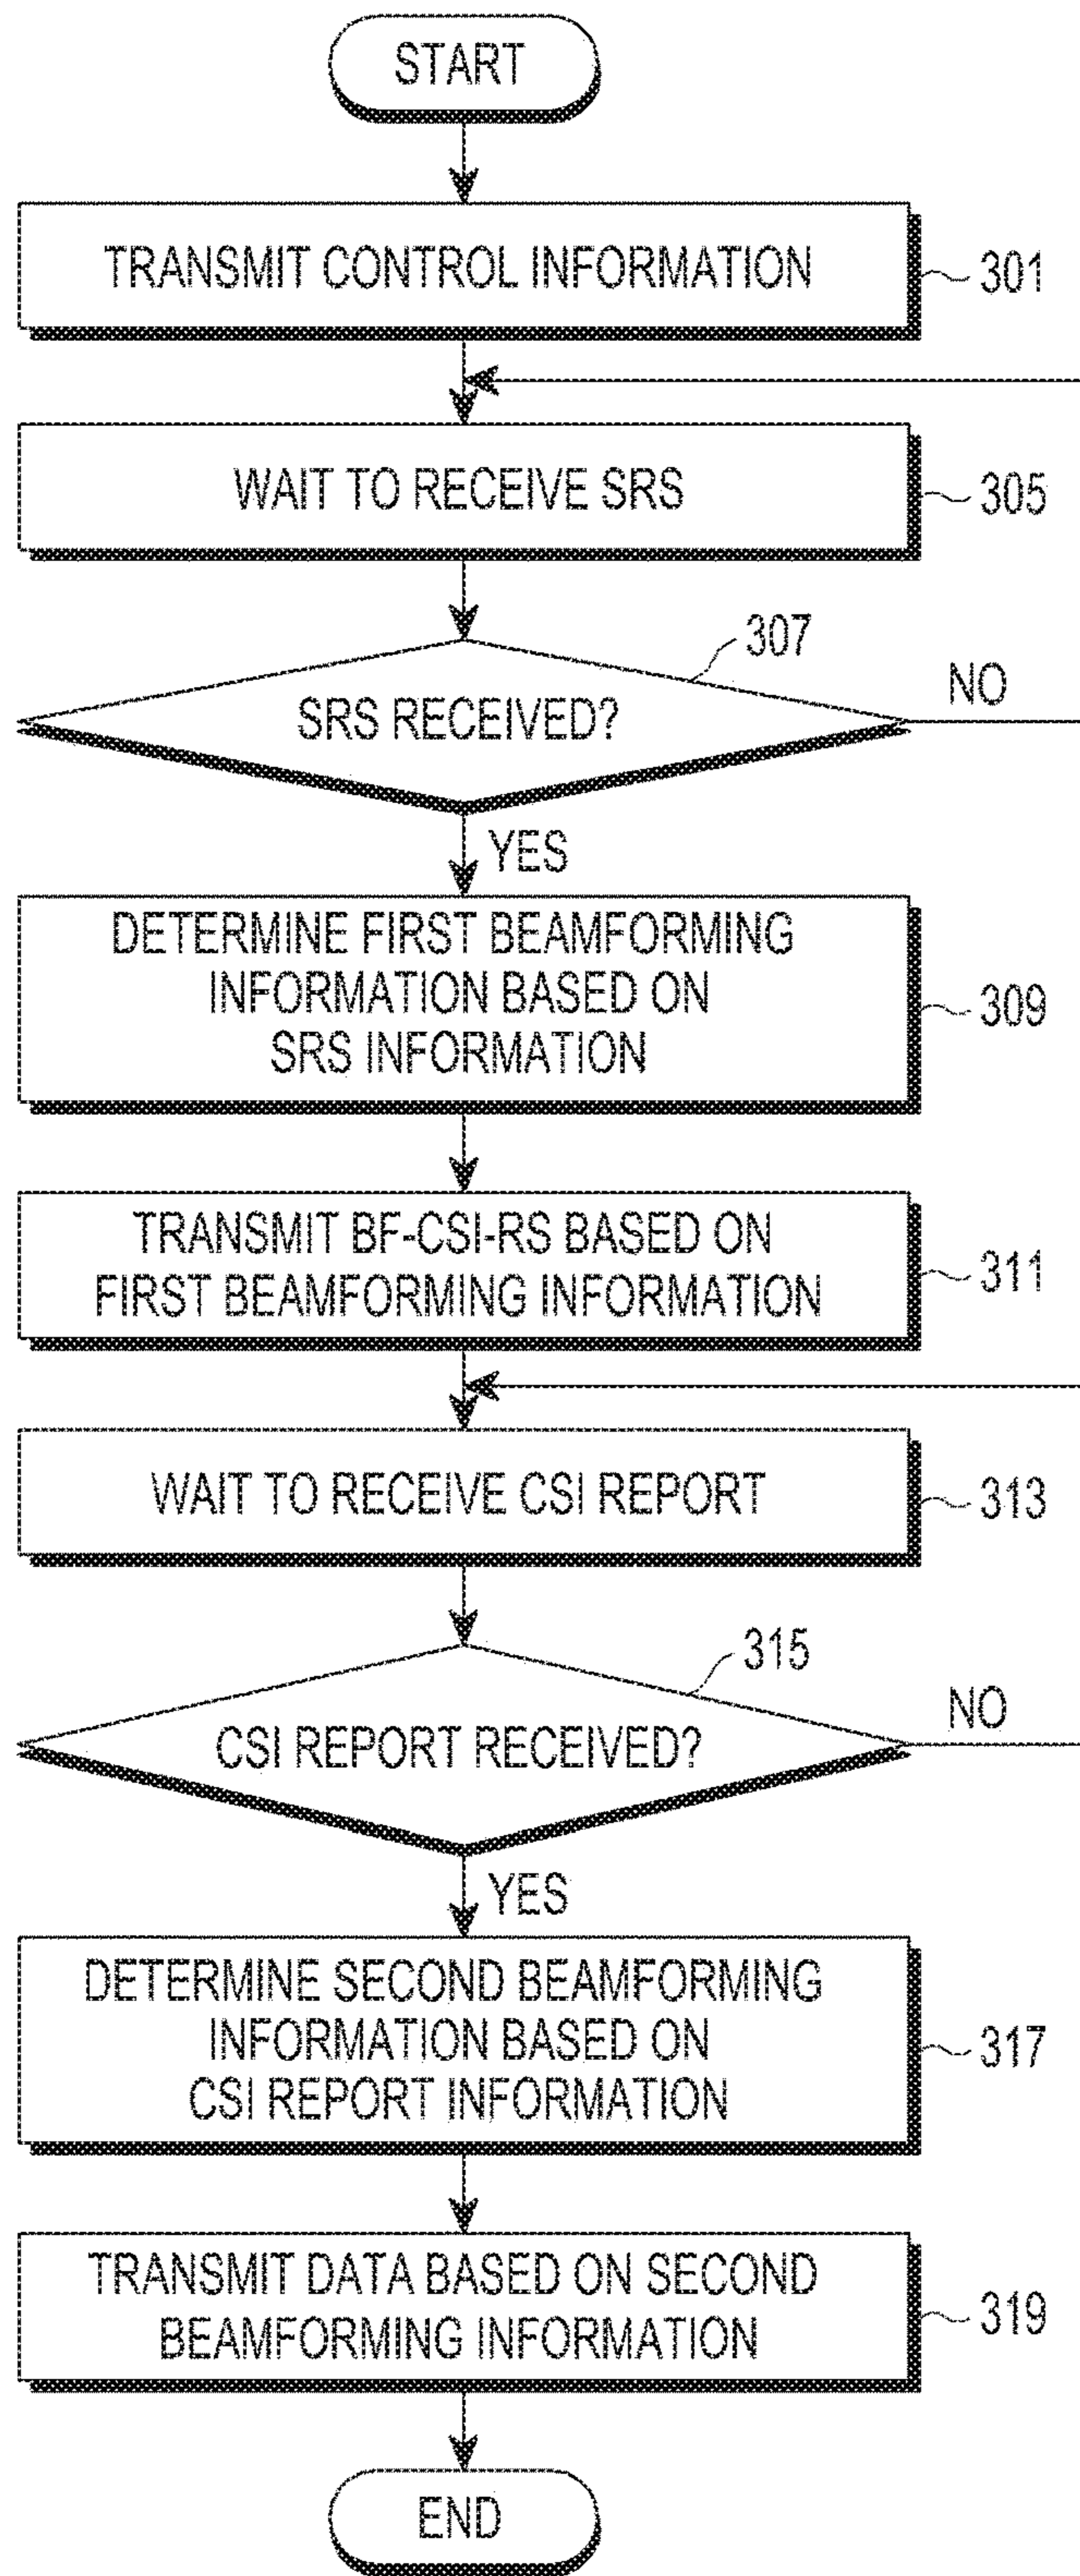 START
TRANSMIT CONTROL INFORMATION
301
WAIT TO RECEIVE SRS
305
307
SRS RECEIVED?
NO
YES
DETERMINE FIRST BEAMFORMING
INFORMATION BASED ON
SRS INFORMATION
309
TRANSMIT BF-CSI-RS BASED ON
FIRST BEAMFORMING INFORMATION
311
WAIT TO RECEIVE CSI REPORT
313
315
CSI REPORT RECEIVED?
NO
YES
DETERMINE SECOND BEAMFORMING
INFORMATION BASED ON
CSI REPORT INFORMATION
317
TRANSMIT DATA BASED ON SECOND
BEAMFORMING INFORMATION
319
END